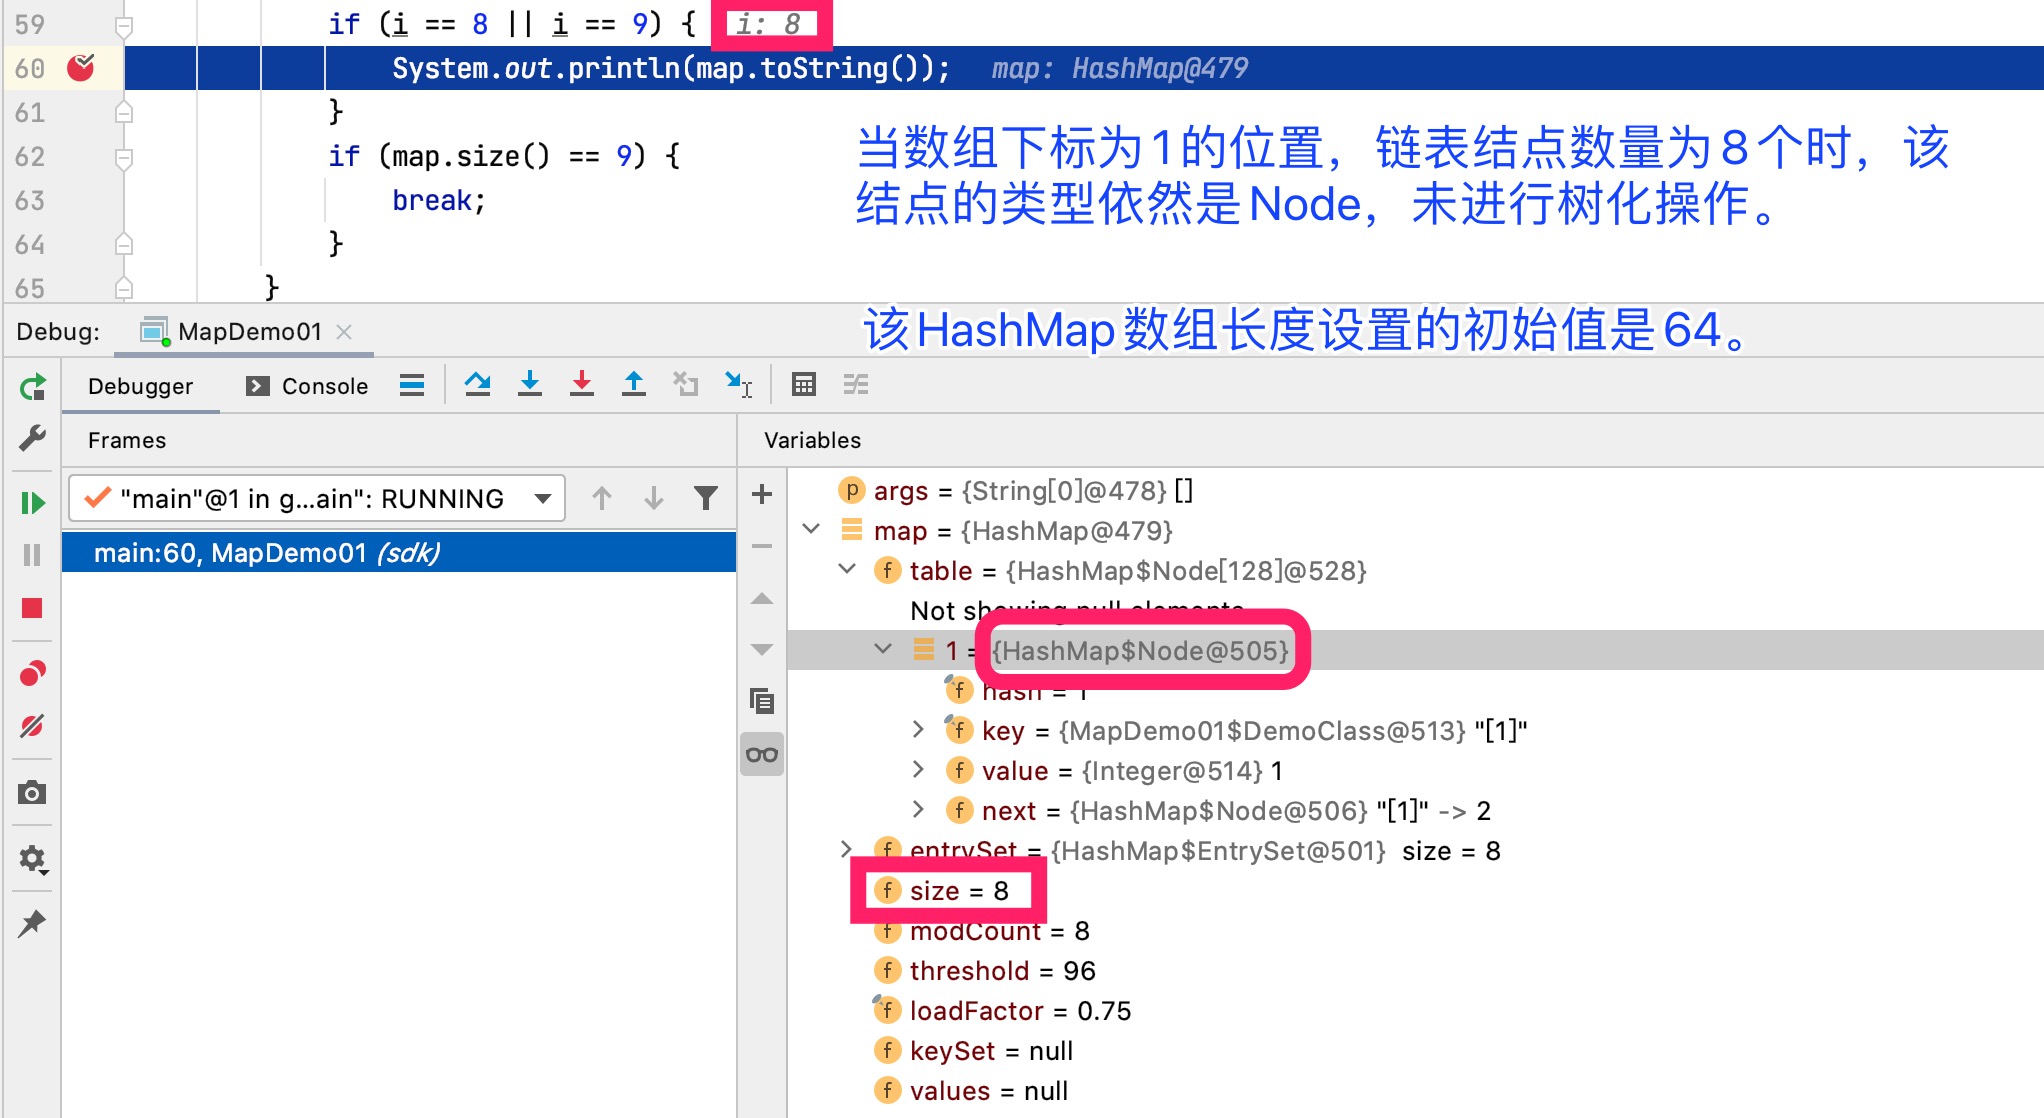 59 if (i == 8 || i == 9) { i: 8
60 System.out.println(map.toString()); map: HashMap@479
61 }
62 if (map.size() == 9) {
63 break;
64 }
65 }
当数组下标为1的位置，链表结点数量为8个时，该
结点的类型依然是Node，未进行树化操作。
该HashMap数组长度设置的初始值是64。
Debug: MapDemo01
Debugger Console
Frames
Variables
"main"@1 in g...ain": RUNNING
main:60, MapDemo01 (sdk)
args = {String[0]@478} []
map = {HashMap@479}
table = {HashMap$Node[128]@528}
Not showing null elements
1 = {HashMap$Node@505}
hash = 1
key = {MapDemo01$DemoClass@513} "[1]"
value = {Integer@514} 1
next = {HashMap$Node@506} "[1]" -> 2
entrySet = {HashMap$EntrySet@501} size = 8
size = 8
modCount = 8
threshold = 96
loadFactor = 0.75
keySet = null
values = null